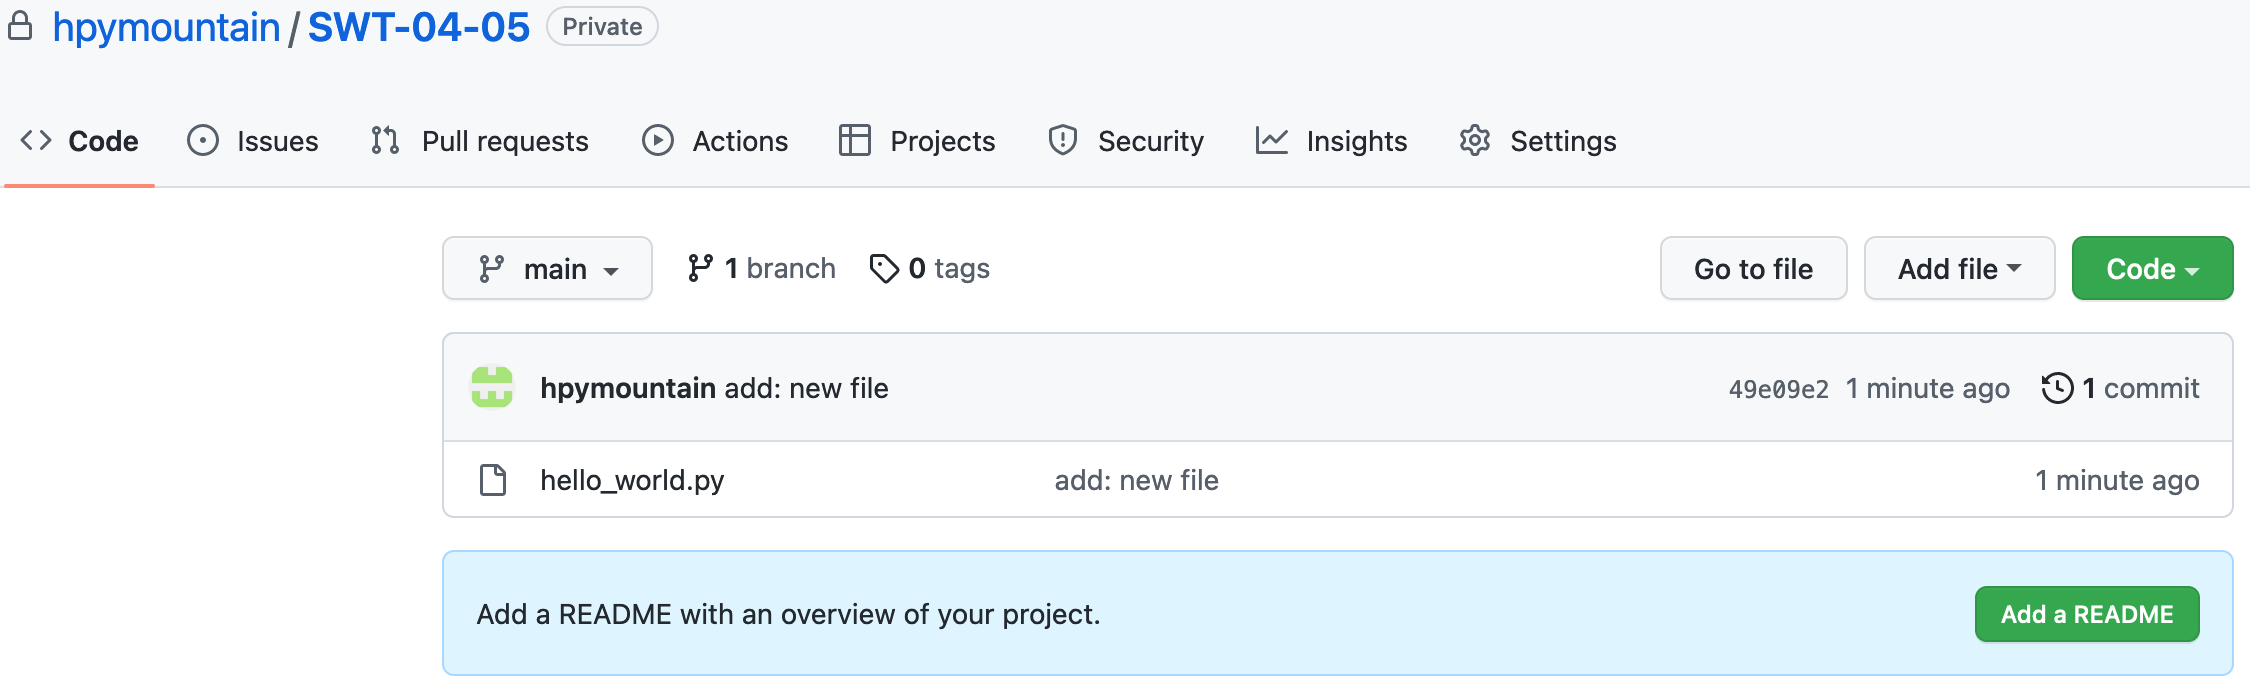 hpymountain / SWT-04-05 Private
Code Issues Pull requests Actions Projects Security Insights Settings
main 1 branch 0 tags Go to file Add file Code
hpymountain add: new file 49e09e2 1 minute ago 1 commit
hello_world.py add: new file 1 minute ago
Add a README with an overview of your project. Add a README